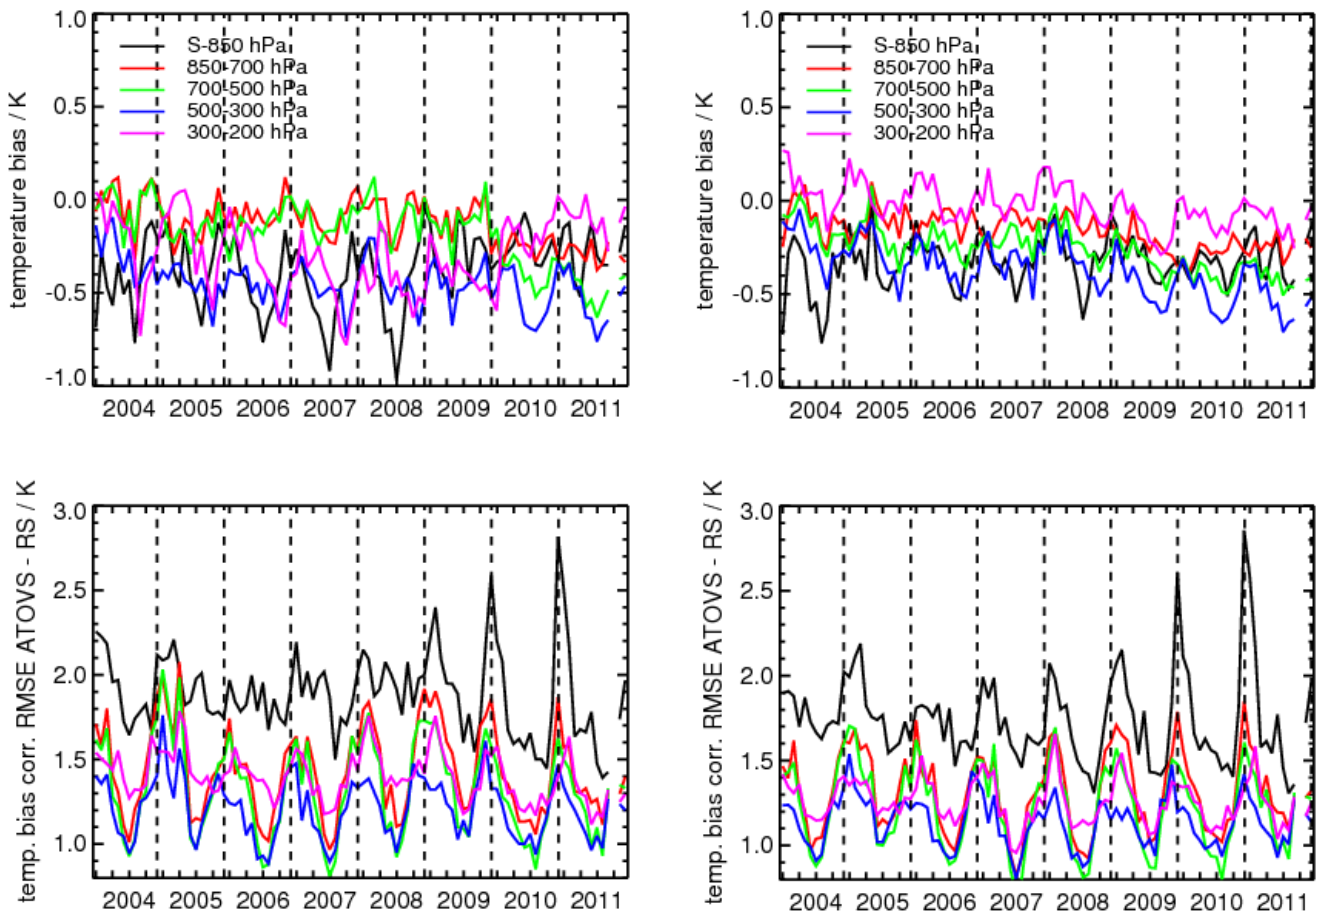 1.0
0.5
0.0
-0.5
-1.0
temperature bias / K
S-850 hPa
850-700 hPa
700-500 hPa
500-300 hPa
300-200 hPa
2004 2005 2006 2007 2008 2009 2010 2011
1.0
0.5
0.0
-0.5
-1.0
temperature bias / K
S-850 hPa
850-700 hPa
700-500 hPa
500-300 hPa
300-200 hPa
2004 2005 2006 2007 2008 2009 2010 2011
3.0
2.5
2.0
1.5
1.0
temp. bias corr. RMSE ATOVS - RS / K
2004 2005 2006 2007 2008 2009 2010 2011
3.0
2.5
2.0
1.5
1.0
temp. bias corr. RMSE ATOVS - RS / K
2004 2005 2006 2007 2008 2009 2010 2011